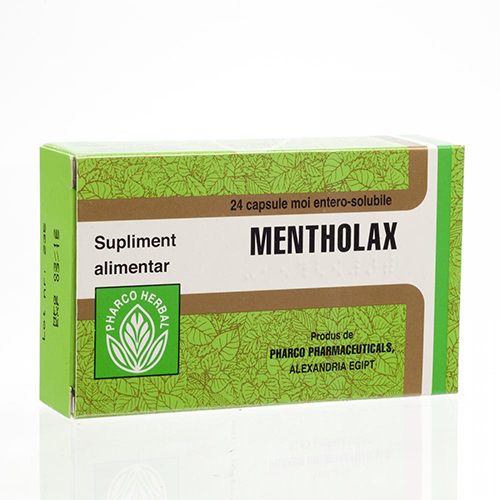 24 capsule moi entero-solubile
MENTHOLAX
Supliment
alimentar
PHARCO HERBAL
Produs de
PHARCO PHARMACEUTICALS,
ALEXANDRIA EGIPT